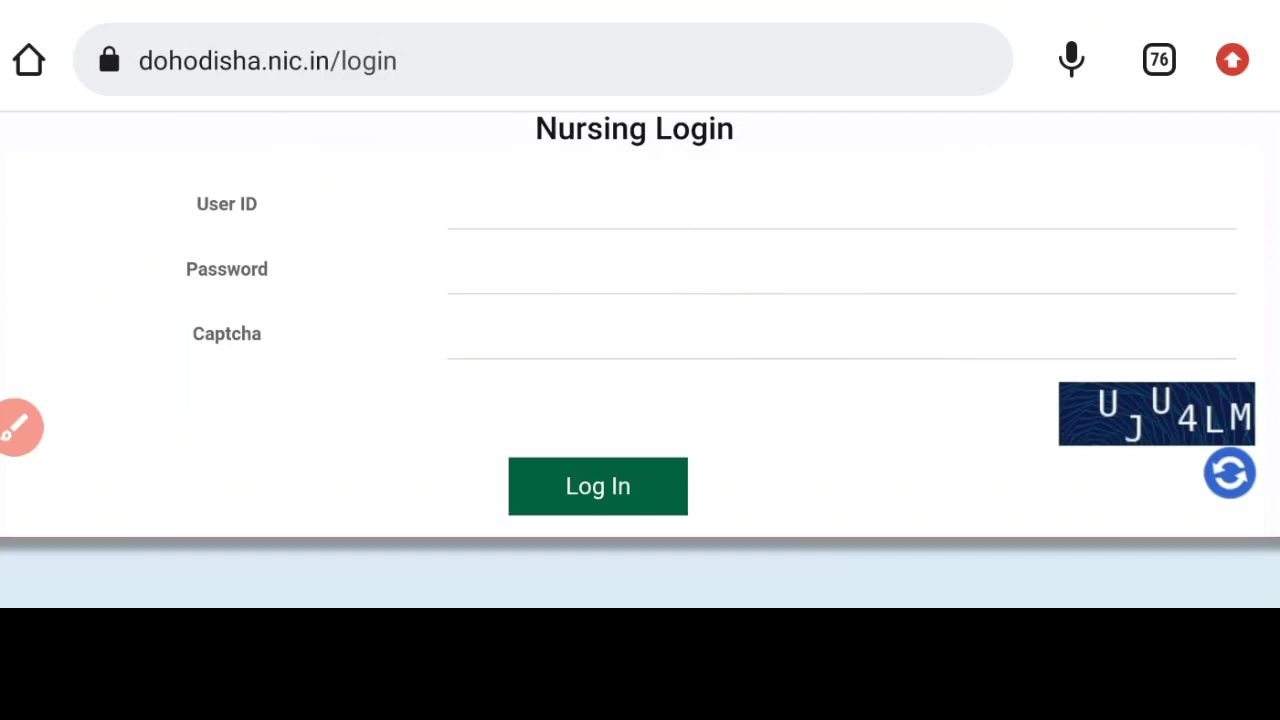 dohodisha.nic.in/login
76
Nursing Login
User ID
Password
Captcha
UJU4LM
Log In